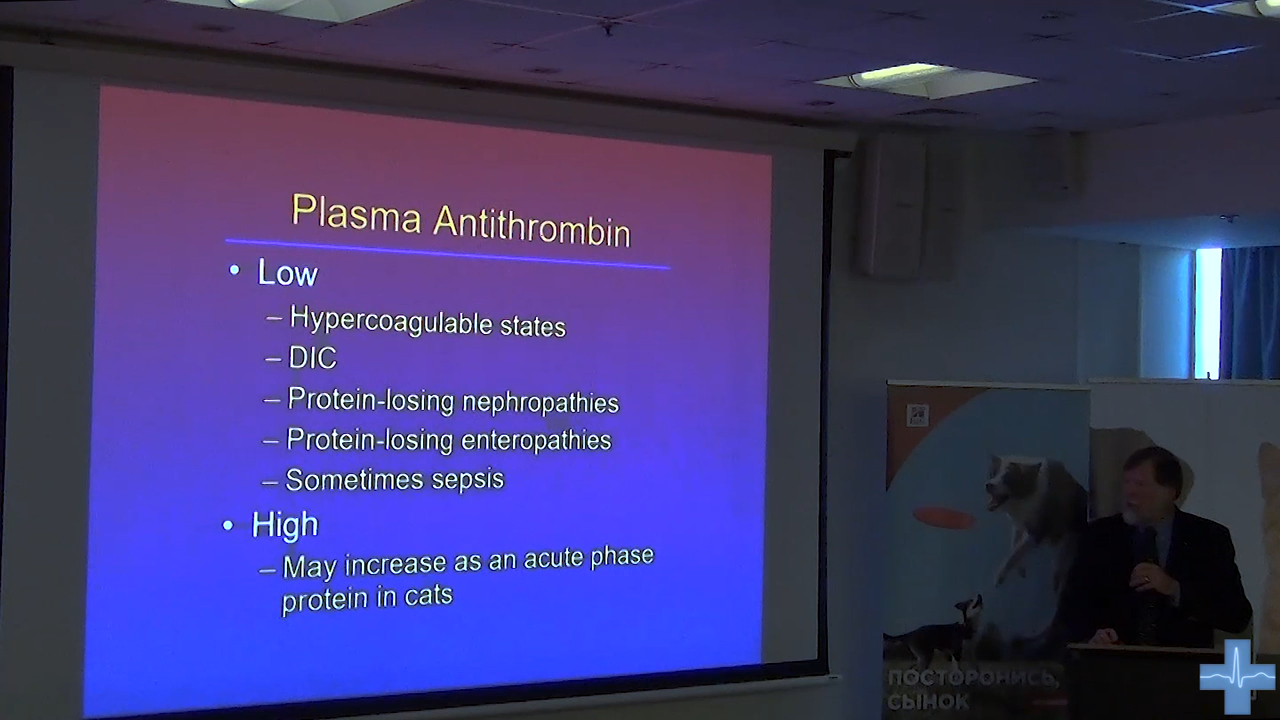 Plasma Antithrombin
• Low
– Hypercoagulable states
– DIC
– Protein-losing nephropathies
– Protein-losing enteropathies
– Sometimes sepsis
• High
– May increase as an acute phase
protein in cats
ПОСТОРОНИСЬ,
СЫНОК